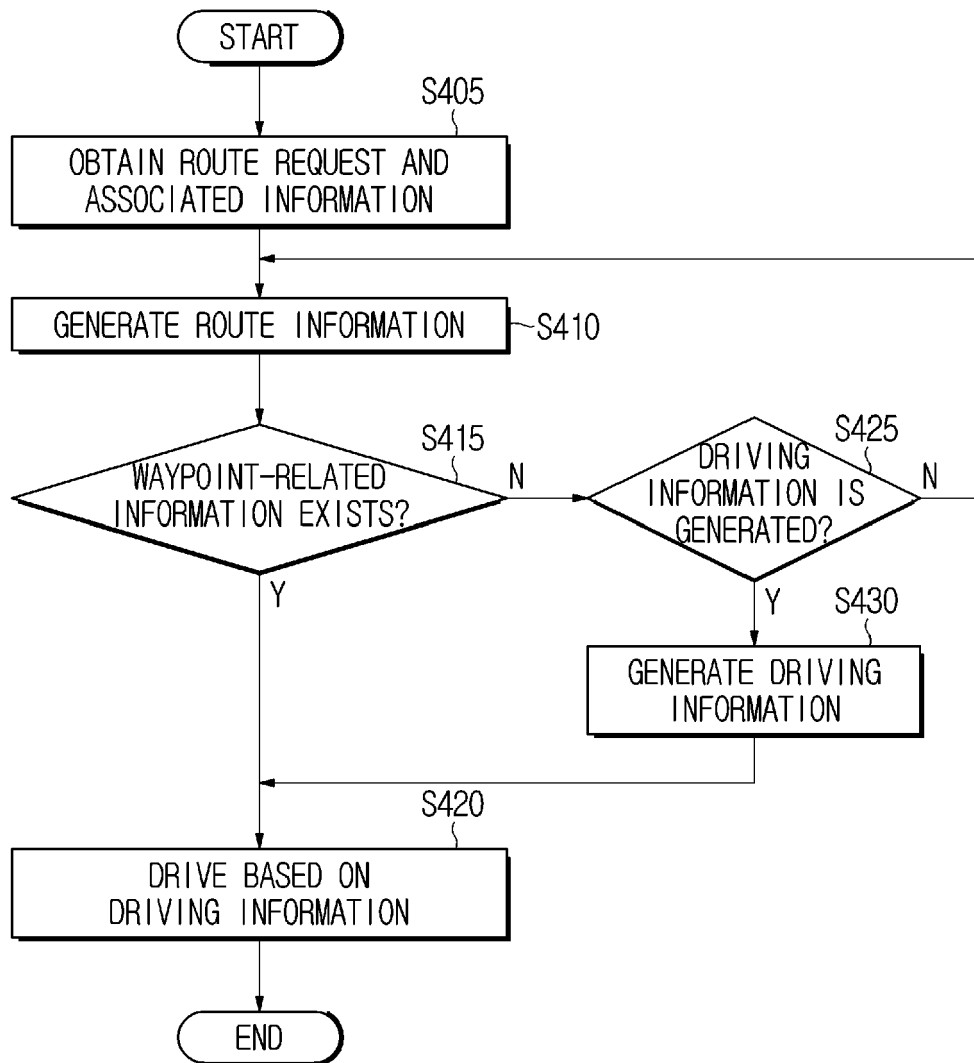 START
S405
OBTAIN ROUTE REQUEST AND
ASSOCIATED INFORMATION
GENERATE ROUTE INFORMATION
S410
S415
WAYPOINT-RELATED
INFORMATION EXISTS?
N
Y
S425
DRIVING
INFORMATION IS
GENERATED?
N
Y
S430
GENERATE DRIVING
INFORMATION
S420
DRIVE BASED ON
DRIVING INFORMATION
END